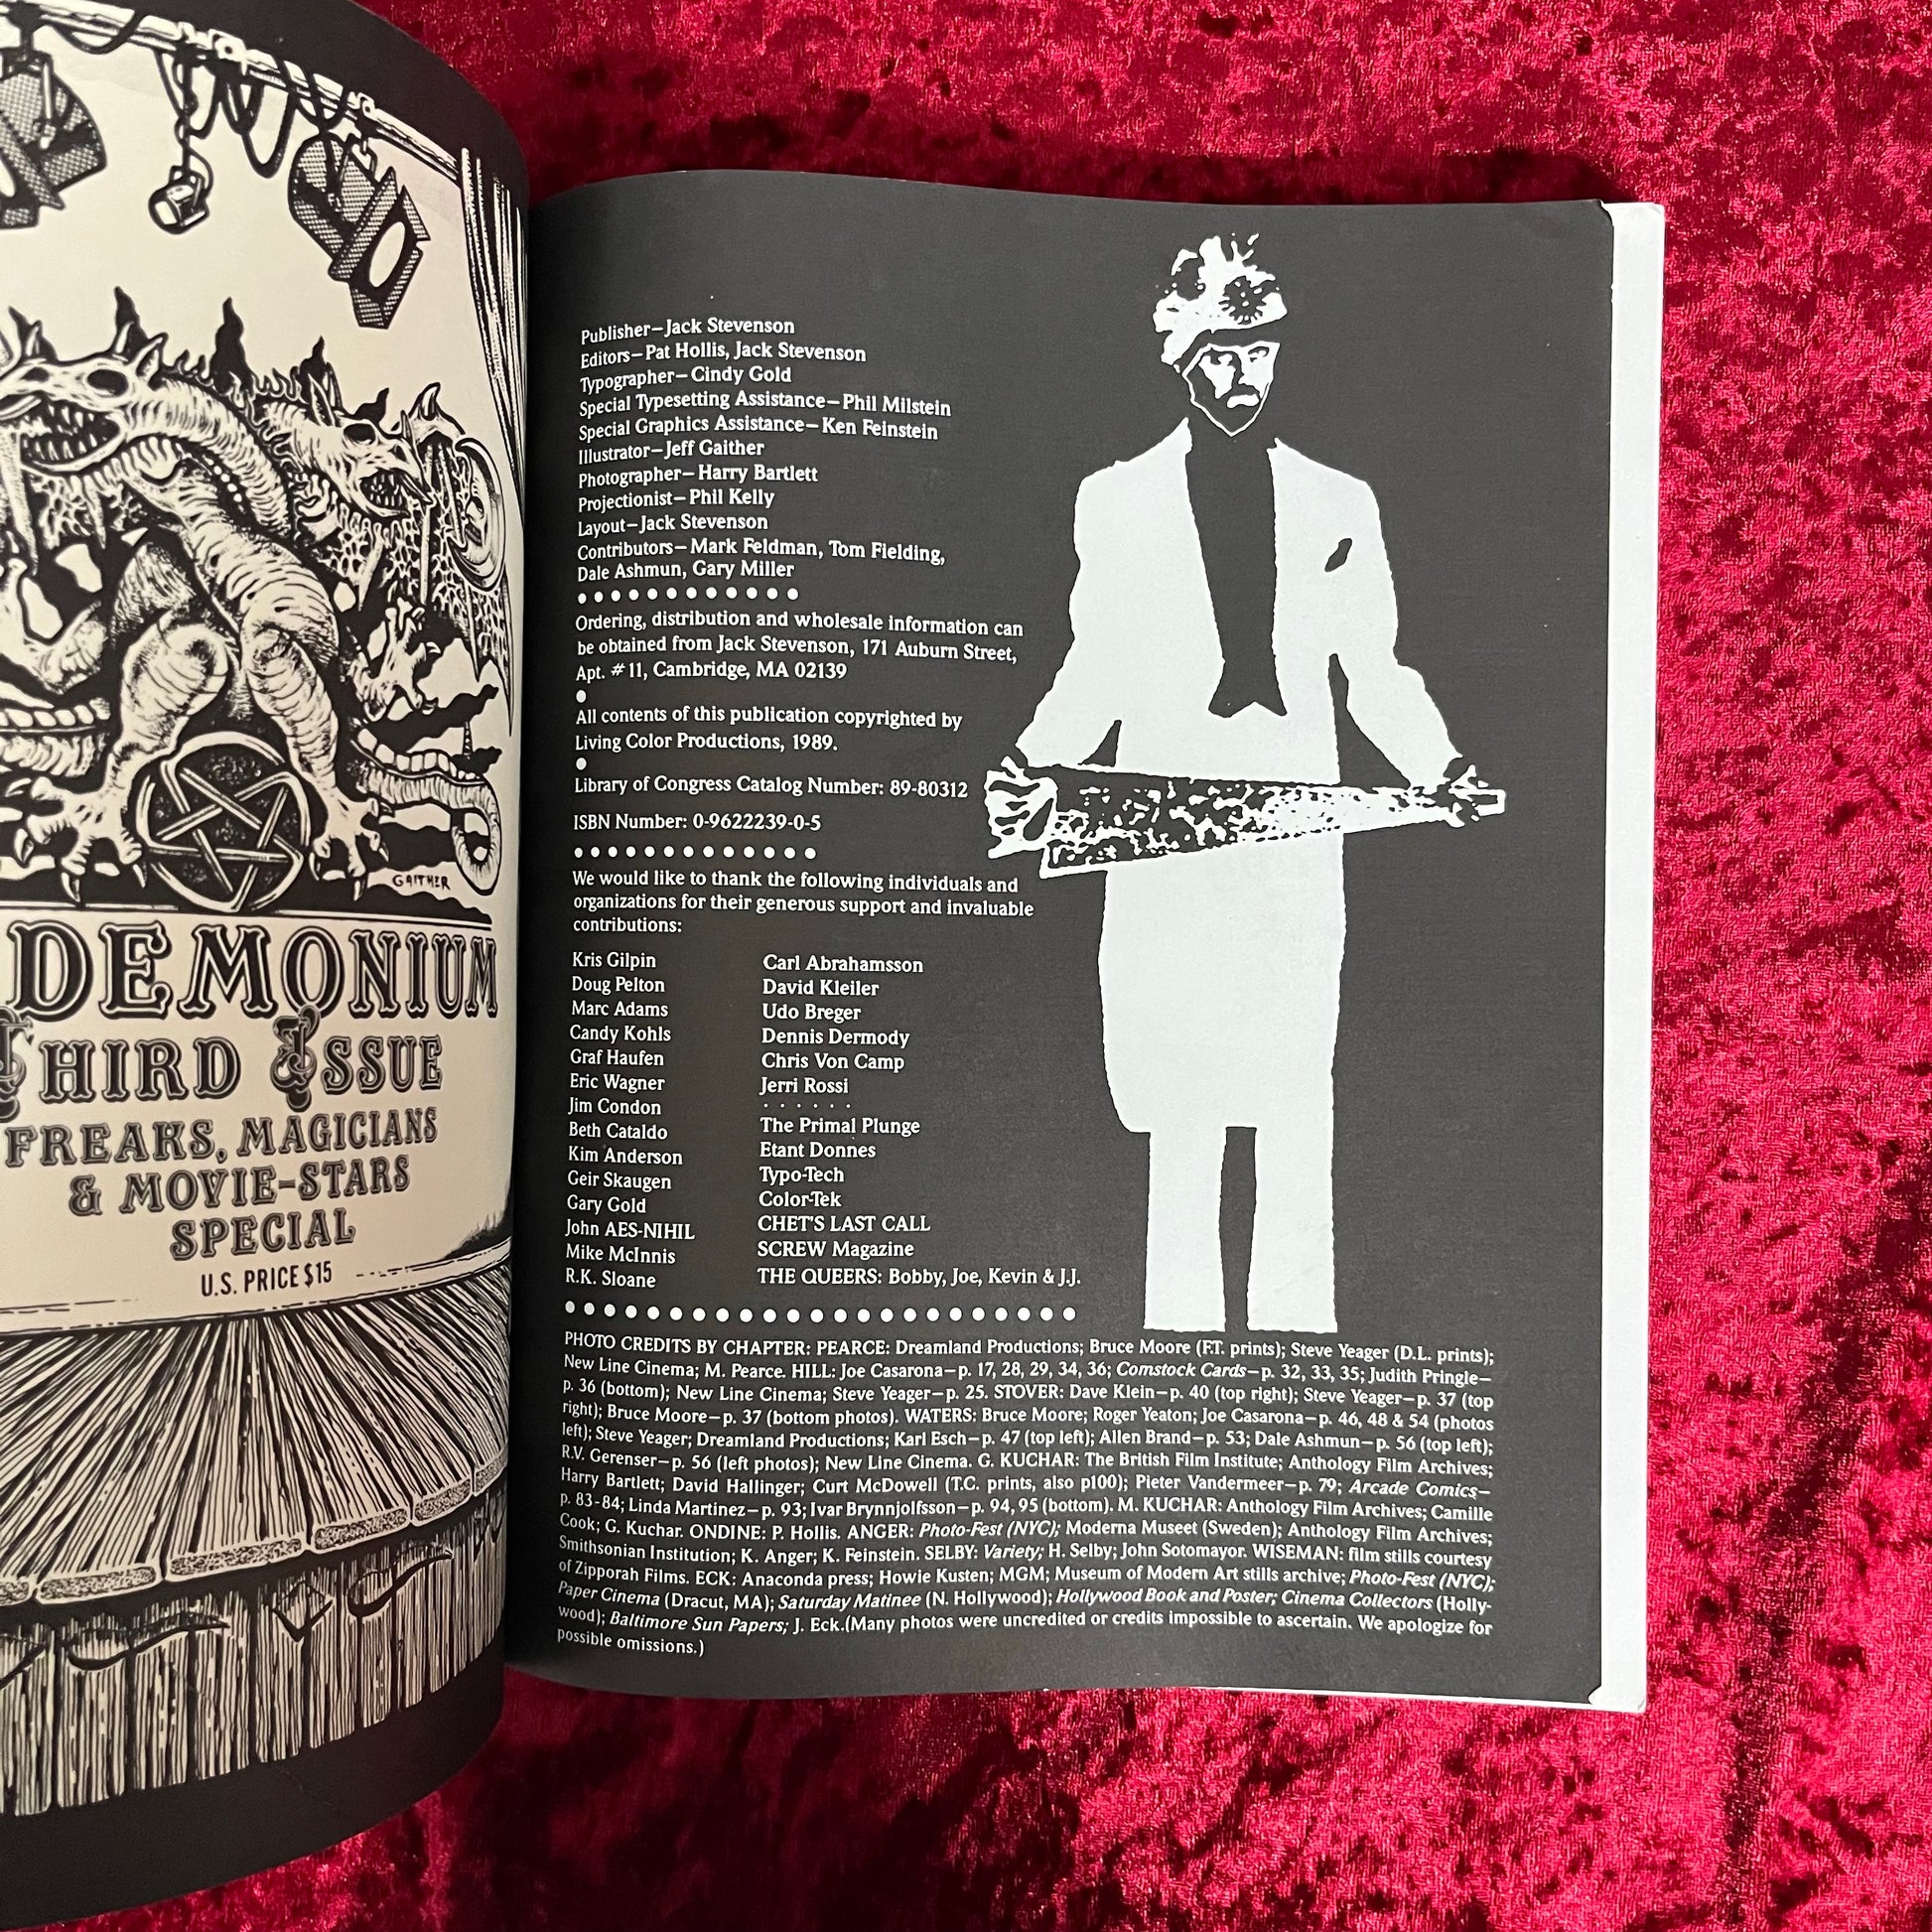 GAITHER
DEMONIUM
THIRD ISSUE
FREAKS, MAGICIANS
& MOVIE-STARS
SPECIAL
U.S. PRICE $15
Publisher—Jack Stevenson
Editors—Pat Hollis, Jack Stevenson
Typographer—Cindy Gold
Special Typesetting Assistance—Phil Milstein
Special Graphics Assistance—Ken Feinstein
Illustrator—Jeff Gaither
Photographer—Harry Bartlett
Projectionist—Phil Kelly
Layout—Jack Stevenson
Contributors—Mark Feldman, Tom Fielding,
Dale Ashmun, Gary Miller
Ordering, distribution and wholesale information can
be obtained from Jack Stevenson, 171 Auburn Street,
Apt. #11, Cambridge, MA 02139
All contents of this publication copyrighted by
Living Color Productions, 1989.
Library of Congress Catalog Number: 89-80312
ISBN Number: 0-9622239-0-5
We would like to thank the following individuals and
organizations for their generous support and invaluable
contributions:
Kris Gilpin
Doug Pelton
Marc Adams
Candy Kohls
Graf Haufen
Eric Wagner
Jim Condon
Beth Cataldo
Kim Anderson
Geir Skaugen
Gary Gold
John AES-NIHIL
Mike McInnis
R.K. Sloane
Carl Abrahamsson
David Kleiler
Udo Breger
Dennis Dermody
Chris Von Camp
Jerri Rossi
The Primal Plunge
Etant Donnes
Typo-Tech
Color-Tek
CHET'S LAST CALL
SCREW Magazine
THE QUEERS: Bobby, Joe, Kevin & J.J.
PHOTO CREDITS BY CHAPTER: PEARCE: Dreamland Productions; Bruce Moore (F.T. prints); Steve Yeager (D.L. prints);
New Line Cinema; M. Pearce. HILL: Joe Casarona—p. 17, 28, 29, 34, 36; Comstock Cards—p. 32, 33, 35; Judith Pringle—
p. 36 (bottom); New Line Cinema; Steve Yeager—p. 25. STOVER: Dave Klein—p. 40 (top right); Steve Yeager—p. 37 (top
right); Bruce Moore—p. 37 (bottom photos). WATERS: Bruce Moore; Roger Yeaton; Joe Casarona—p. 46, 48 & 54 (photos
left); Steve Yeager; Dreamland Productions; Karl Esch—p. 47 (top left); Allen Brand—p. 53; Dale Ashmun—p. 56 (top left);
R.V. Gerenser—p. 56 (left photos); New Line Cinema. G. KUCHAR: The British Film Institute; Anthology Film Archives;
Harry Bartlett; David Hallinger; Curt McDowell (T.C. prints, also p100); Pieter Vandermeer—p. 79; Arcade Comics—
p. 83-84; Linda Martinez—p. 93; Ivar Brynnjolfsson—p. 94, 95 (bottom). M. KUCHAR: Anthology Film Archives; Camille
Cook; G. Kuchar. ONDINE: P. Hollis. ANGER: Photo-Fest (NYC); Moderna Museet (Sweden); Anthology Film Archives;
Smithsonian Institution; K. Anger; K. Feinstein. SELBY: Variety; H. Selby; John Sotomayor. WISEMAN: film stills courtesy
of Zipporah Films. ECK: Anaconda press; Howie Kusten; MGM; Museum of Modern Art stills archive; Photo-Fest (NYC);
Paper Cinema (Dracut, MA); Saturday Matinee (N. Hollywood); Hollywood Book and Poster; Cinema Collectors (Holly-
wood); Baltimore Sun Papers; J. Eck.(Many photos were uncredited or credits impossible to ascertain. We apologize for
possible omissions.)